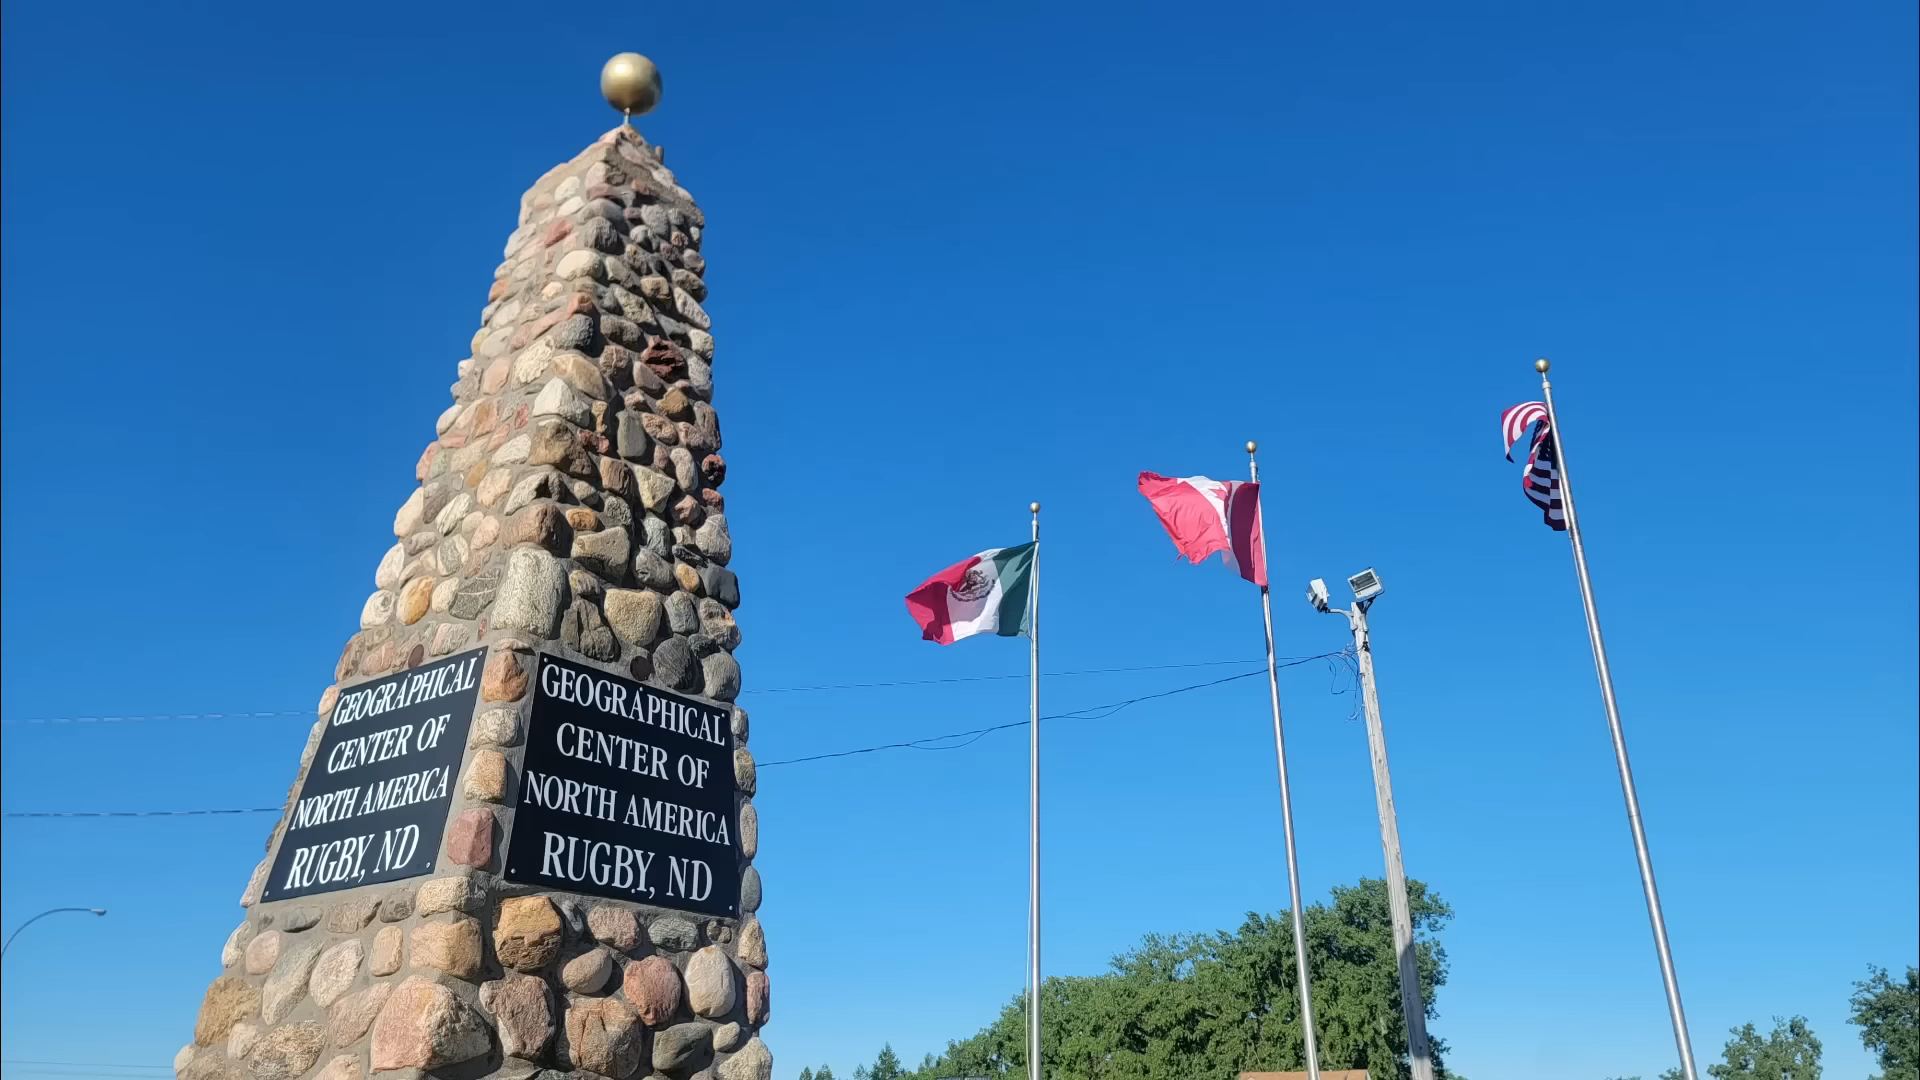 GEOGRAPHICAL
CENTER OF
NORTH AMERICA
RUGBY, ND
GEOGRAPHICAL
CENTER OF
NORTH AMERICA
RUGBY, ND